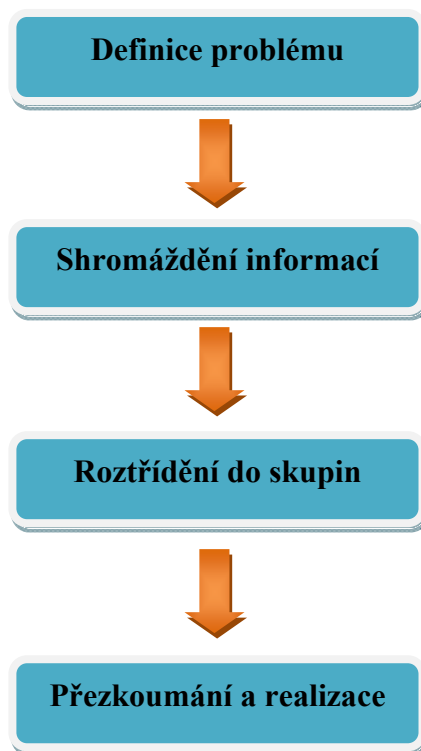 Definice problému
Shromáždění informací
Roztřídění do skupin
Přezkoumání a realizace